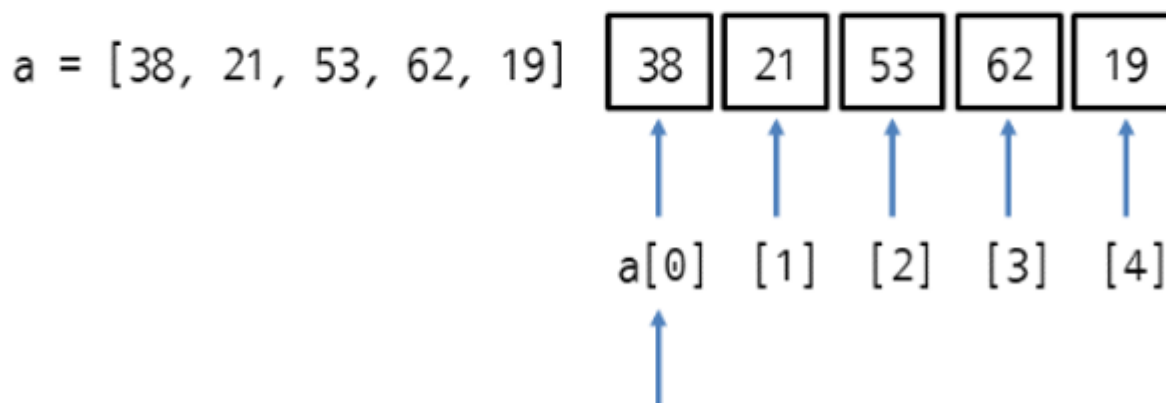 a = [38, 21, 53, 62, 19] 38 21 53 62 19
a[0] [1] [2] [3] [4]